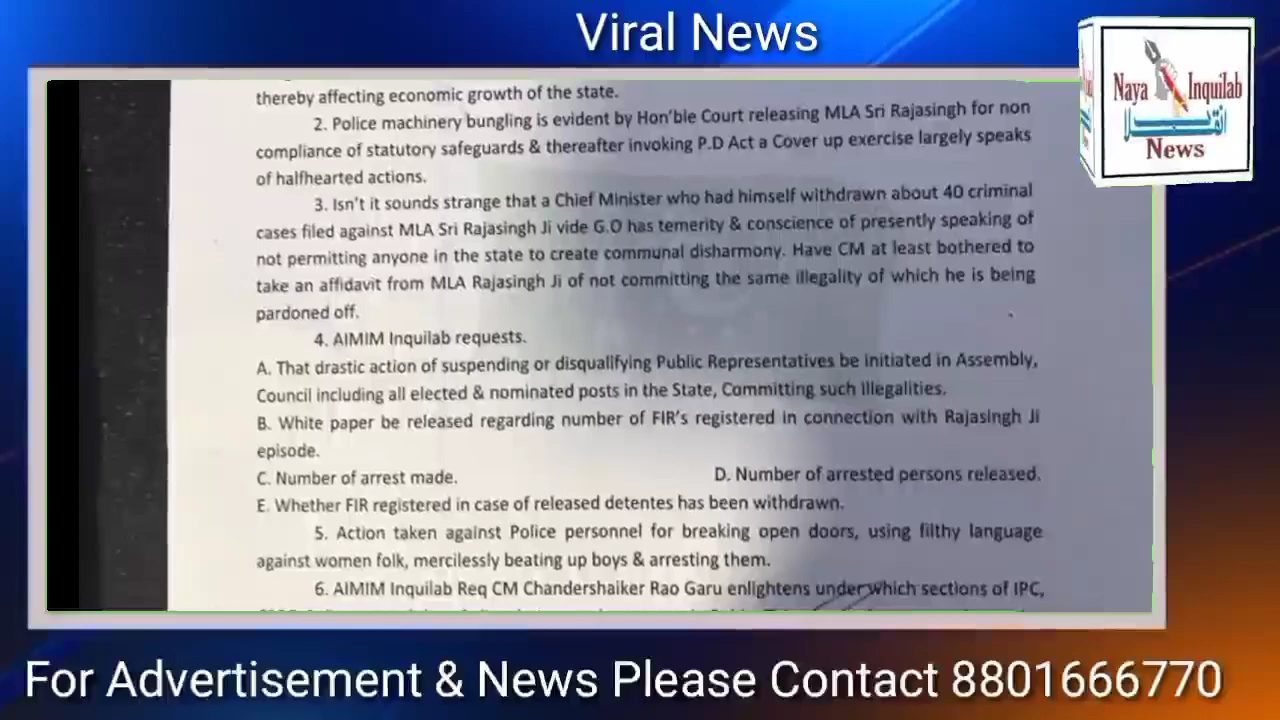 Viral News
Naya Inquilab
News
thereby affecting economic growth of the state.
2. Police machinery bungling is evident by Hon'ble Court releasing MLA Sri Rajasingh for non
compliance of statutory safeguards & thereafter invoking P.D Act a Cover up exercise largely speaks
of halfhearted actions.
3. Isn't it sounds strange that a Chief Minister who had himself withdrawn about 40 criminal
cases filed against MLA Sri Rajasingh Ji vide G.O has temerity & conscience of presently speaking of
not permitting anyone in the state to create communal disharmony. Have CM at least bothered to
take an affidavit from MLA Rajasingh Ji of not committing the same illegality of which he is being
pardoned off.
4. AIMIM Inquilab requests.
A. That drastic action of suspending or disqualifying Public Representatives be initiated in Assembly,
Council including all elected & nominated posts in the State, Committing such Illegalities.
B. White paper be released regarding number of FIR's registered in connection with Rajasingh Ji
episode.
C. Number of arrest made. D. Number of arrested persons released.
E. Whether FIR registered in case of released detentes has been withdrawn.
5. Action taken against Police personnel for breaking open doors, using filthy language
against women folk, mercilessly beating up boys & arresting them.
6. AIMIM Inquilab Req CM Chandershaiker Rao Garu enlightens under which sections of IPC,
For Advertisement & News Please Contact 8801666770